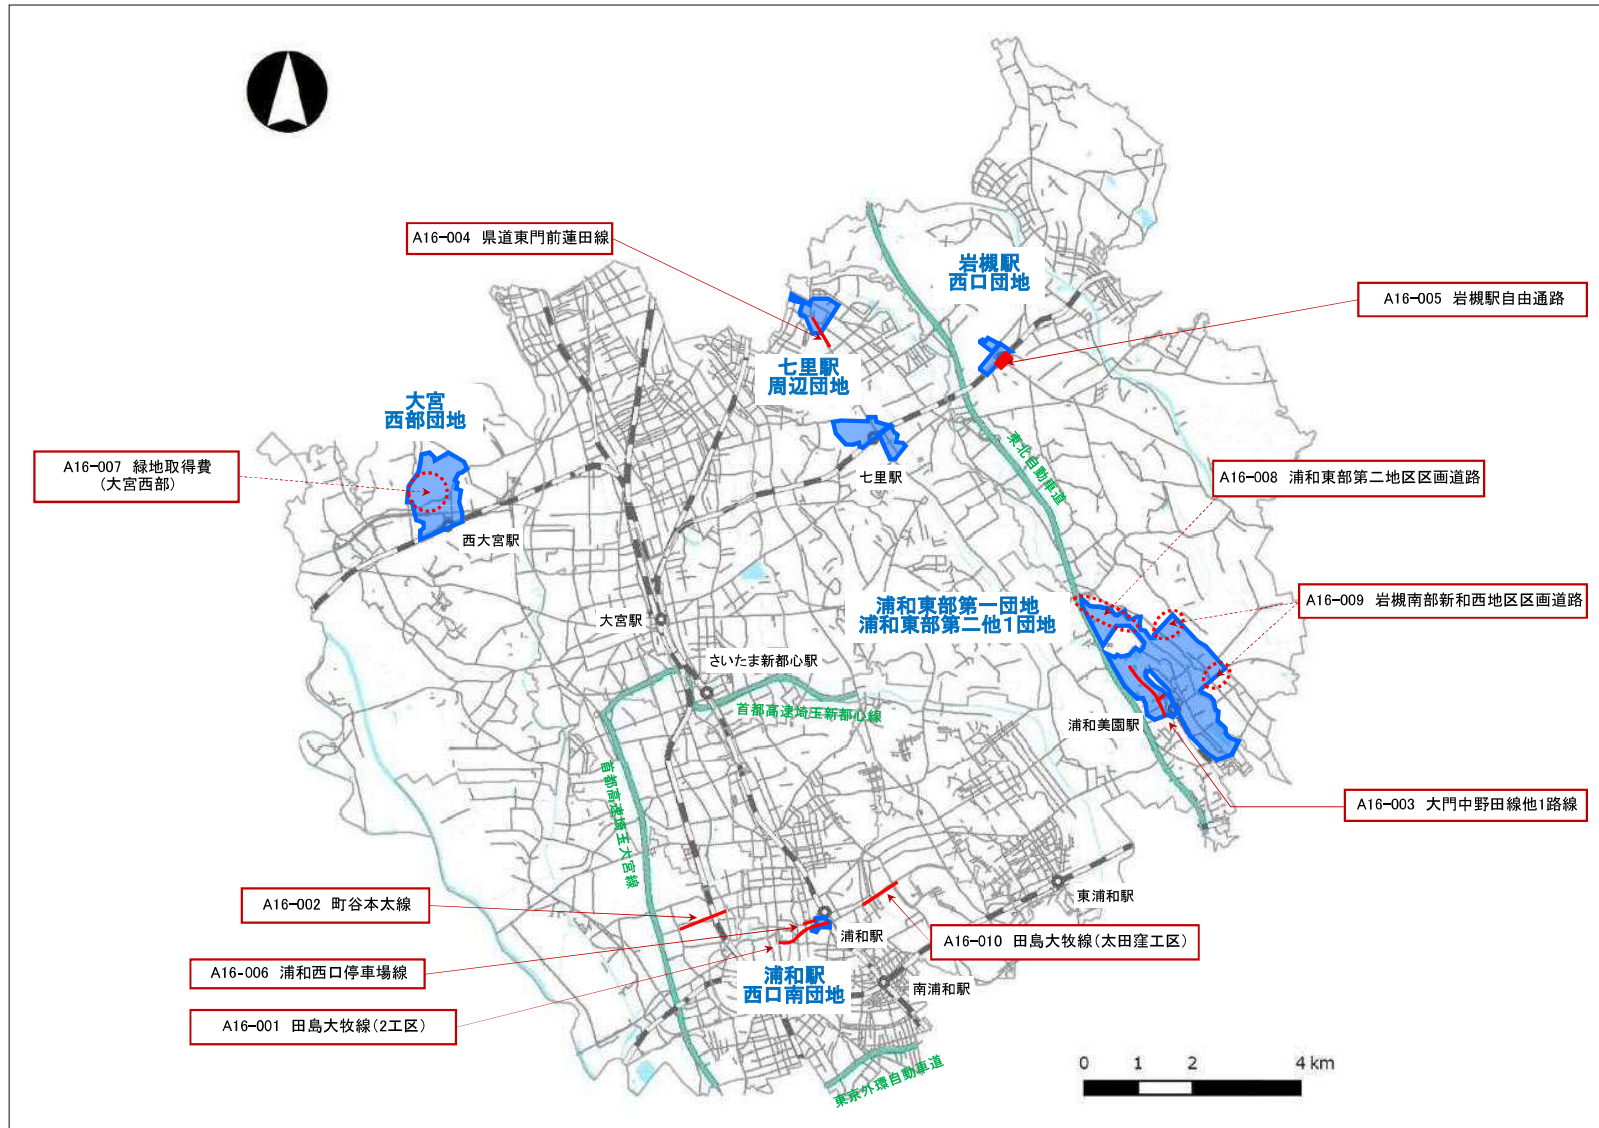 A16-004 県道東門前蓮田線
岩槻駅
西口団地
A16-005 岩槻駅自由通路
七里駅
周辺団地
大宮
西部団地
A16-007 緑地取得費
(大宮西部)
七里駅
東北自動車道
A16-008 浦和東部第二地区区画道路
西大宮駅
浦和東部第一団地
浦和東部第二他1団地
A16-009 岩槻南部新和西地区区画道路
大宮駅
さいたま新都心駅
首都高速埼玉新都心線
浦和美園駅
首都高速埼玉大宮線
A16-003 大門中野田線他1路線
A16-002 町谷本太線
東浦和駅
浦和駅
A16-010 田島大牧線(太田窪工区)
A16-006 浦和西口停車場線
浦和駅
西口南団地
南浦和駅
A16-001 田島大牧線(2工区)
東京外環自動車道
0 1 2 4 km